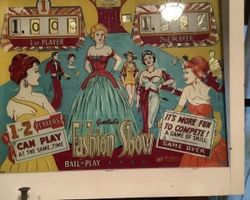 1
1ST PLAYER
2ND PLAYER
Gottlieb's
Fashion Show
1-2 PLAYERS
CAN PLAY
AT THE SAME TIME
IT'S MORE FUN
TO COMPETE!
A GAME OF SKILL
BALL-IN-PLAY
GAME OVER